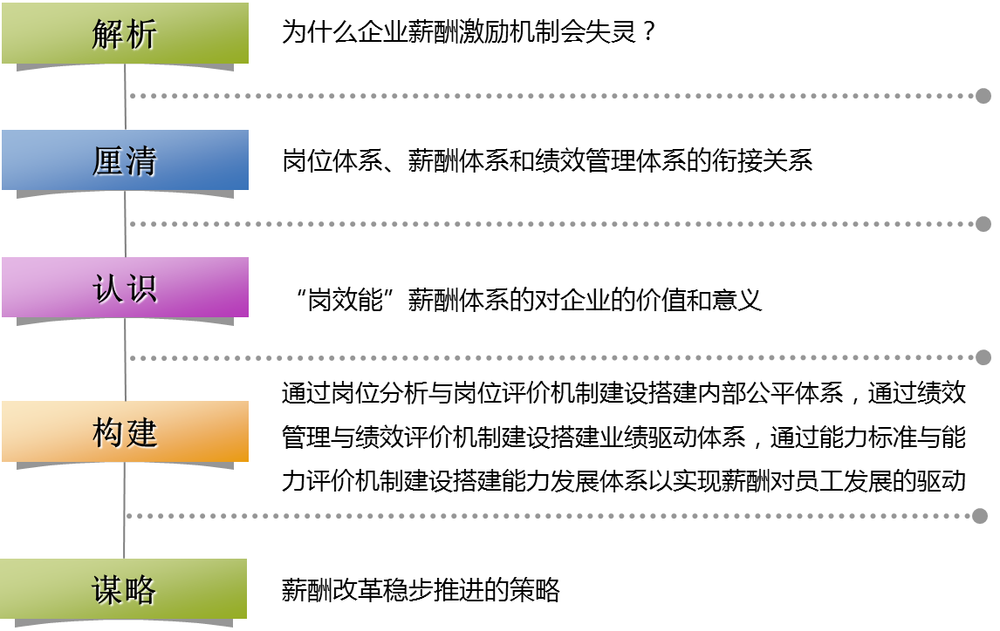 解析
为什么企业薪酬激励机制会失灵？
厘清
岗位体系、薪酬体系和绩效管理体系的衔接关系
认识
“岗效能”薪酬体系的对企业的价值和意义
构建
通过岗位分析与岗位评价机制建设搭建内部公平体系，通过绩效
管理与绩效评价机制建设搭建业绩驱动体系，通过能力标准与能
力评价机制建设搭建能力发展体系以实现薪酬对员工发展的驱动
谋略
薪酬改革稳步推进的策略